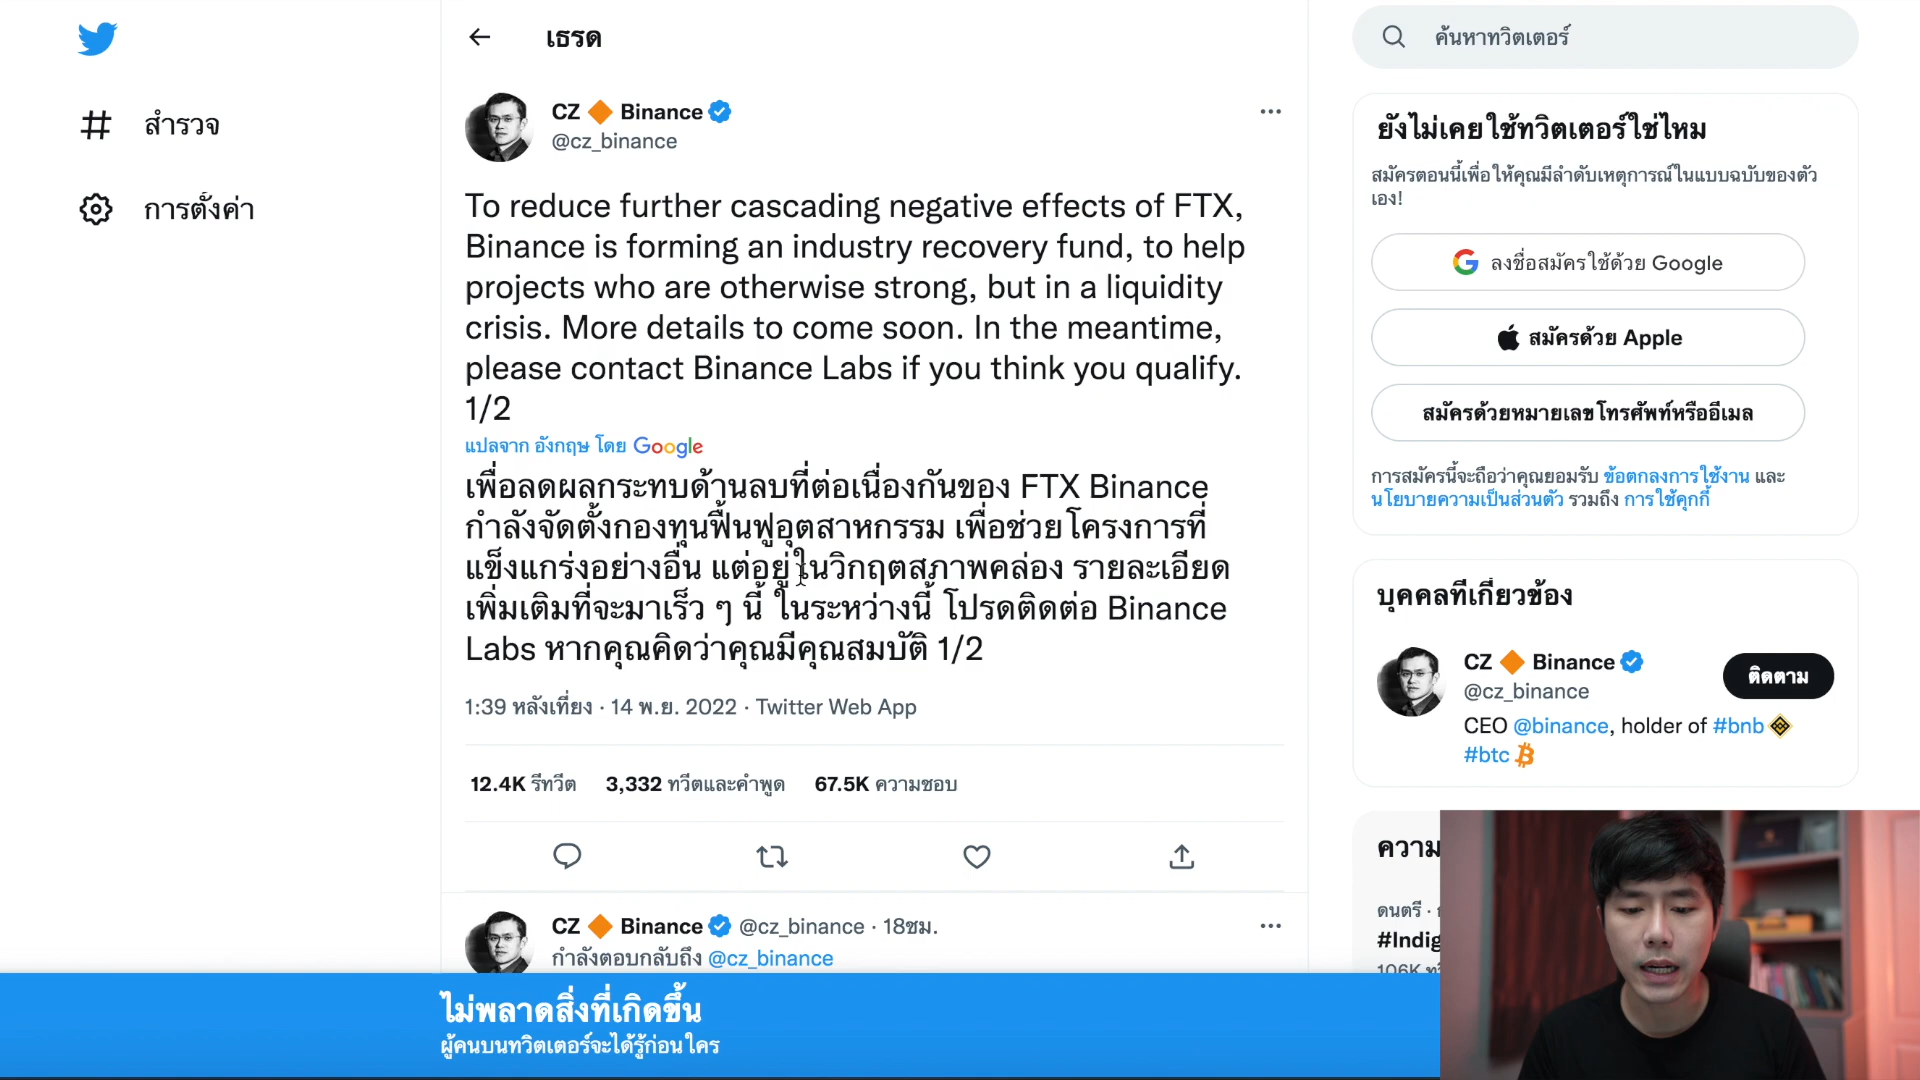 เธรด
ค้นหาทวิตเตอร์
สำรวจ
การตั้งค่า
CZ 🔶 Binance
@cz_binance
To reduce further cascading negative effects of FTX,
Binance is forming an industry recovery fund, to help
projects who are otherwise strong, but in a liquidity
crisis. More details to come soon. In the meantime,
please contact Binance Labs if you think you qualify.
1/2
แปลจาก อังกฤษ โดย Google
เพื่อลดผลกระทบด้านลบที่ต่อเนื่องกันของ FTX Binance
กำลังจัดตั้งกองทุนฟื้นฟูอุตสาหกรรม เพื่อช่วยโครงการที่
แข็งแกร่งอย่างอื่น แต่อยู่ในวิกฤตสภาพคล่อง รายละเอียด
เพิ่มเติมที่จะมาเร็ว ๆ นี้ ในระหว่างนี้ โปรดติดต่อ Binance
Labs หากคุณคิดว่าคุณมีคุณสมบัติ 1/2
1:39 หลังเที่ยง · 14 พ.ย. 2022 · Twitter Web App
12.4K รีทวีต 3,332 ทวีตและคำพูด 67.5K ความชอบ
CZ 🔶 Binance @cz_binance · 18ชม.
กำลังตอบกลับถึง @cz_binance
ยังไม่เคยใช้ทวิตเตอร์ใช่ไหม
สมัครตอนนี้เพื่อให้คุณมีลำดับเหตุการณ์ในแบบฉบับของตัว
เอง!
ลงชื่อสมัครใช้ด้วย Google
สมัครด้วย Apple
สมัครด้วยหมายเลขโทรศัพท์หรืออีเมล
การสมัครนี้จะถือว่าคุณยอมรับ ข้อตกลงการใช้งาน และ
นโยบายความเป็นส่วนตัว รวมถึง การใช้คุกกี้
บุคคลที่เกี่ยวข้อง
CZ 🔶 Binance
@cz_binance
ติดตาม
CEO @binance, holder of #bnb
#btc
ความ
ดนตรี ·
#Indig
106K
ไม่พลาดสิ่งที่เกิดขึ้น
ผู้คนบนทวิตเตอร์จะได้รู้ก่อนใคร